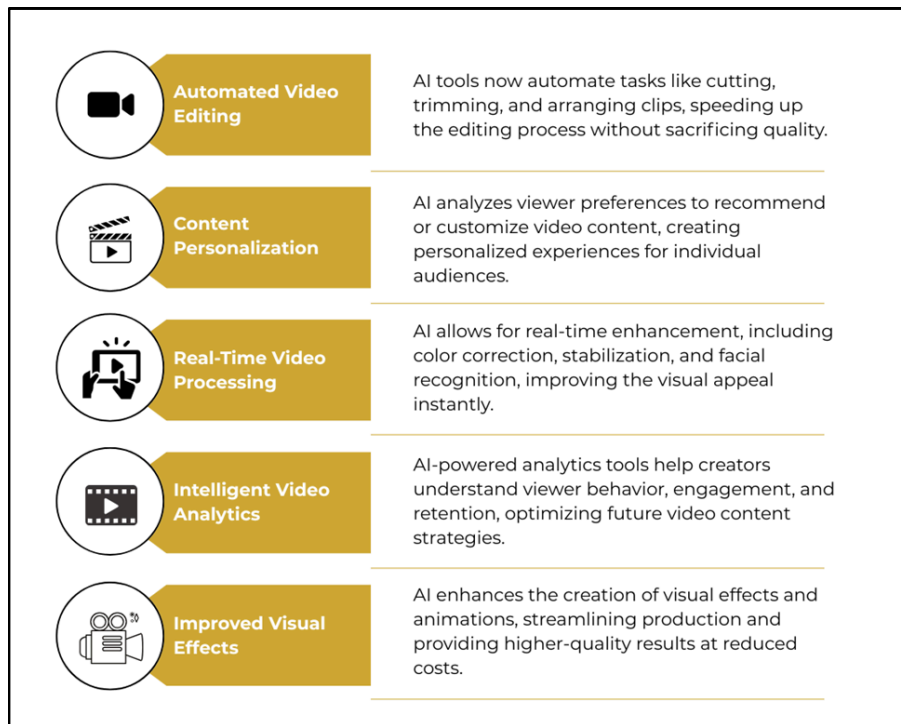 Automated Video
Editing
AI tools now automate tasks like cutting,
trimming, and arranging clips, speeding up
the editing process without sacrificing quality.
Content
Personalization
AI analyzes viewer preferences to recommend
or customize video content, creating
personalized experiences for individual
audiences.
Real-Time Video
Processing
AI allows for real-time enhancement, including
color correction, stabilization, and facial
recognition, improving the visual appeal
instantly.
Intelligent Video
Analytics
AI-powered analytics tools help creators
understand viewer behavior, engagement, and
retention, optimizing future video content
strategies.
Improved Visual
Effects
AI enhances the creation of visual effects and
animations, streamlining production and
providing higher-quality results at reduced
costs.